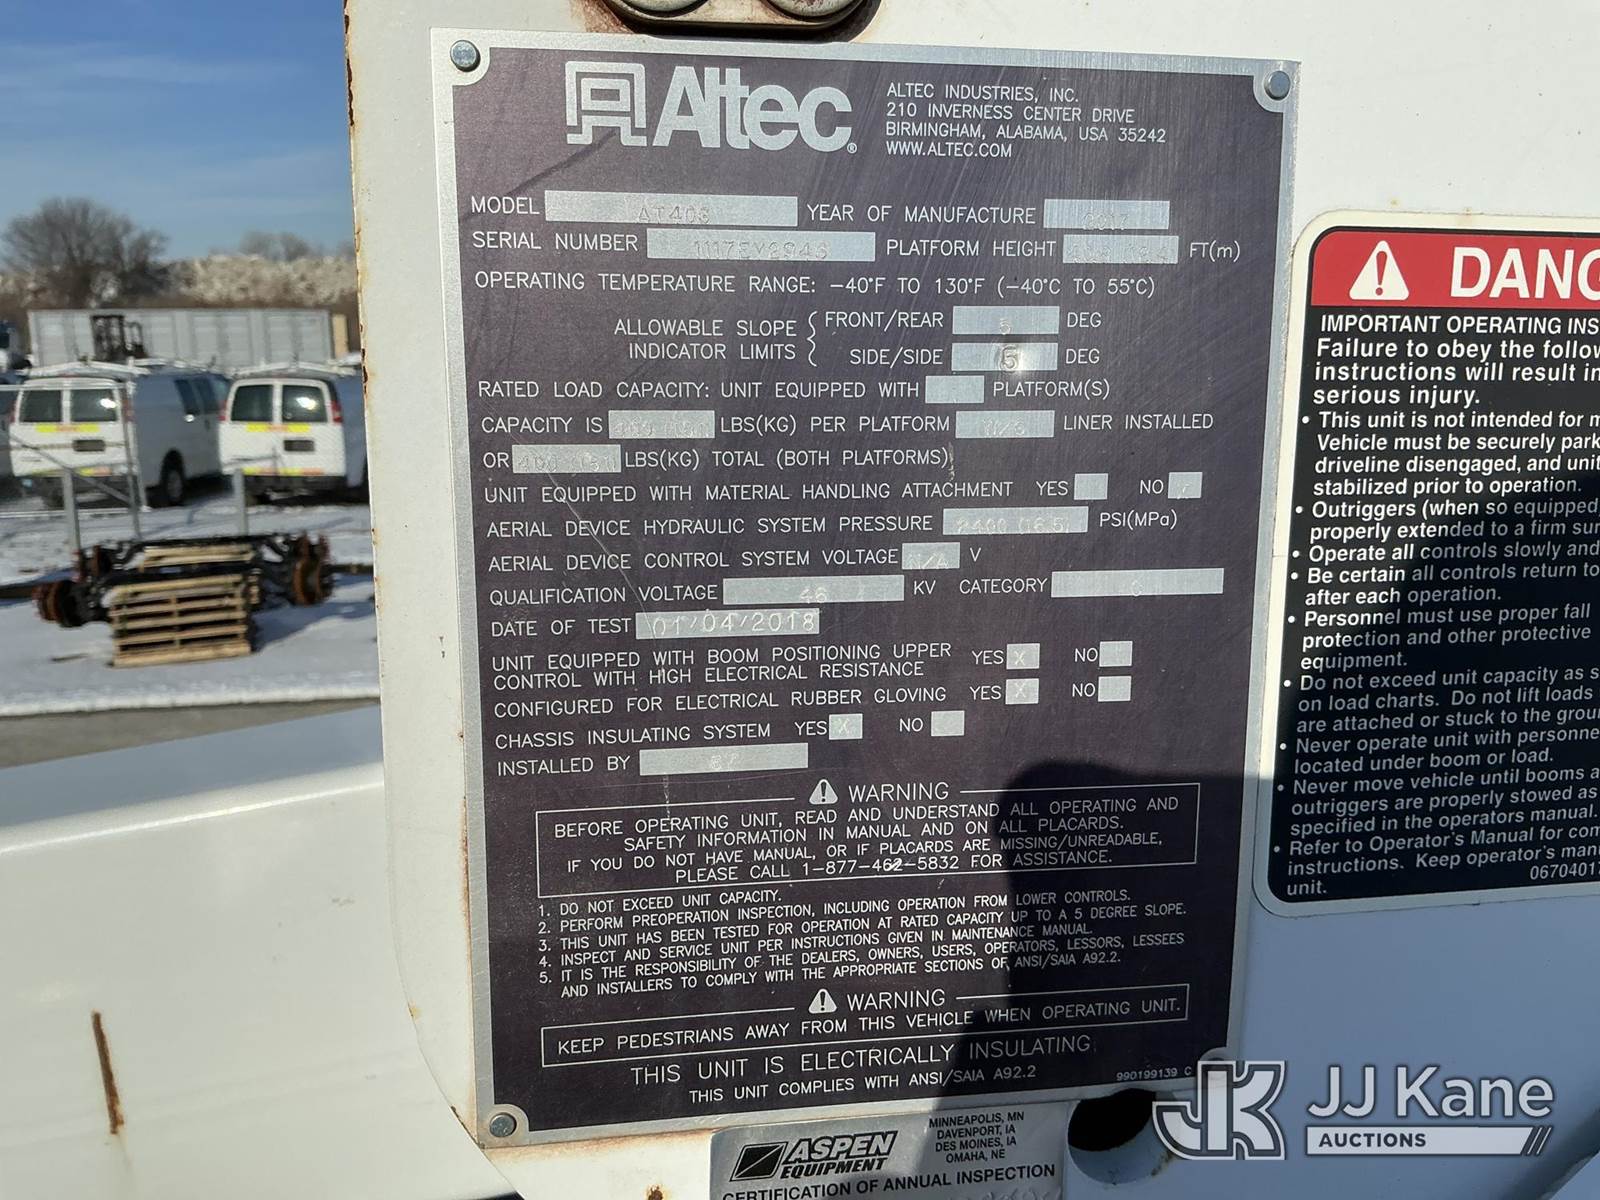 Altec®
ALTEC INDUSTRIES, INC.
210 INVERNESS CENTER DRIVE
BIRMINGHAM, ALABAMA, USA 35242
WWW.ALTEC.COM
MODEL YEAR OF MANUFACTURE 2017
SERIAL NUMBER PLATFORM HEIGHT FT(m)
OPERATING TEMPERATURE RANGE: -40°F TO 130°F (-40°C TO 55°C)
ALLOWABLE SLOPE INDICATOR LIMITS
FRONT/REAR 5 DEG
SIDE/SIDE 5 DEG
RATED LOAD CAPACITY: UNIT EQUIPPED WITH PLATFORM(S)
CAPACITY IS LBS(KG) PER PLATFORM LINER INSTALLED
OR LBS(KG) TOTAL (BOTH PLATFORMS)
UNIT EQUIPPED WITH MATERIAL HANDLING ATTACHMENT YES NO
AERIAL DEVICE HYDRAULIC SYSTEM PRESSURE 2400 (16.5) PSI(MPa)
AERIAL DEVICE CONTROL SYSTEM VOLTAGE N/A V
QUALIFICATION VOLTAGE 46 KV CATEGORY C
DATE OF TEST 01/04/2018
UNIT EQUIPPED WITH BOOM POSITIONING UPPER
CONTROL WITH HIGH ELECTRICAL RESISTANCE YES X NO
CONFIGURED FOR ELECTRICAL RUBBER GLOVING YES X NO
CHASSIS INSULATING SYSTEM YES X NO
INSTALLED BY
WARNING
BEFORE OPERATING UNIT, READ AND UNDERSTAND ALL OPERATING AND
SAFETY INFORMATION IN MANUAL AND ON ALL PLACARDS.
IF YOU DO NOT HAVE MANUAL, OR IF PLACARDS ARE MISSING/UNREADABLE,
PLEASE CALL 1-877-462-5832 FOR ASSISTANCE.
1. DO NOT EXCEED UNIT CAPACITY.
2. PERFORM PREOPERATION INSPECTION, INCLUDING OPERATION FROM LOWER CONTROLS.
3. THIS UNIT HAS BEEN TESTED FOR OPERATION AT RATED CAPACITY UP TO A 5 DEGREE SLOPE.
4. INSPECT AND SERVICE UNIT PER INSTRUCTIONS GIVEN IN MAINTENANCE MANUAL.
5. IT IS THE RESPONSIBILITY OF THE DEALERS, OWNERS, USERS, OPERATORS, LESSORS, LESSEES
AND INSTALLERS TO COMPLY WITH THE APPROPRIATE SECTIONS OF ANSI/SAIA A92.2.
WARNING
KEEP PEDESTRIANS AWAY FROM THIS VEHICLE WHEN OPERATING UNIT.
THIS UNIT IS ELECTRICALLY INSULATING
THIS UNIT COMPLIES WITH ANSI/SAIA A92.2
990199139 C
ASPEN
EQUIPMENT
MINNEAPOLIS, MN
DAVENPORT, IA
DES MOINES, IA
OMAHA, NE
CERTIFICATION OF ANNUAL INSPECTION
DANG
IMPORTANT OPERATING INS
Failure to obey the follow
instructions will result in
serious injury.
• This unit is not intended for m
Vehicle must be securely park
driveline disengaged, and unit
stabilized prior to operation.
• Outriggers (when so equipped
properly extended to a firm sur
• Operate all controls slowly and
• Be certain all controls return to
after each operation.
• Personnel must use proper fall
protection and other protective
equipment.
• Do not exceed unit capacity as s
on load charts. Do not lift loads
are attached or stuck to the grou
• Never operate unit with personne
located under boom or load.
• Never move vehicle until booms a
outriggers are properly stowed as
specified in the operators manual.
• Refer to Operator's Manual for com
instructions. Keep operator's manu
unit.
0670401
JK JJ Kane
AUCTIONS